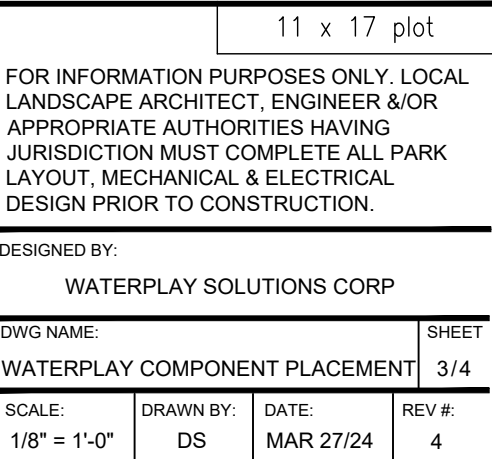 11 x 17 plot
FOR INFORMATION PURPOSES ONLY. LOCAL
LANDSCAPE ARCHITECT, ENGINEER &/OR
APPROPRIATE AUTHORITIES HAVING
JURISDICTION MUST COMPLETE ALL PARK
LAYOUT, MECHANICAL & ELECTRICAL
DESIGN PRIOR TO CONSTRUCTION.
DESIGNED BY:
WATERPLAY SOLUTIONS CORP
DWG NAME: SHEET
WATERPLAY COMPONENT PLACEMENT 3/4
SCALE: DRAWN BY: DATE: REV #:
1/8" = 1'-0" DS MAR 27/24 4